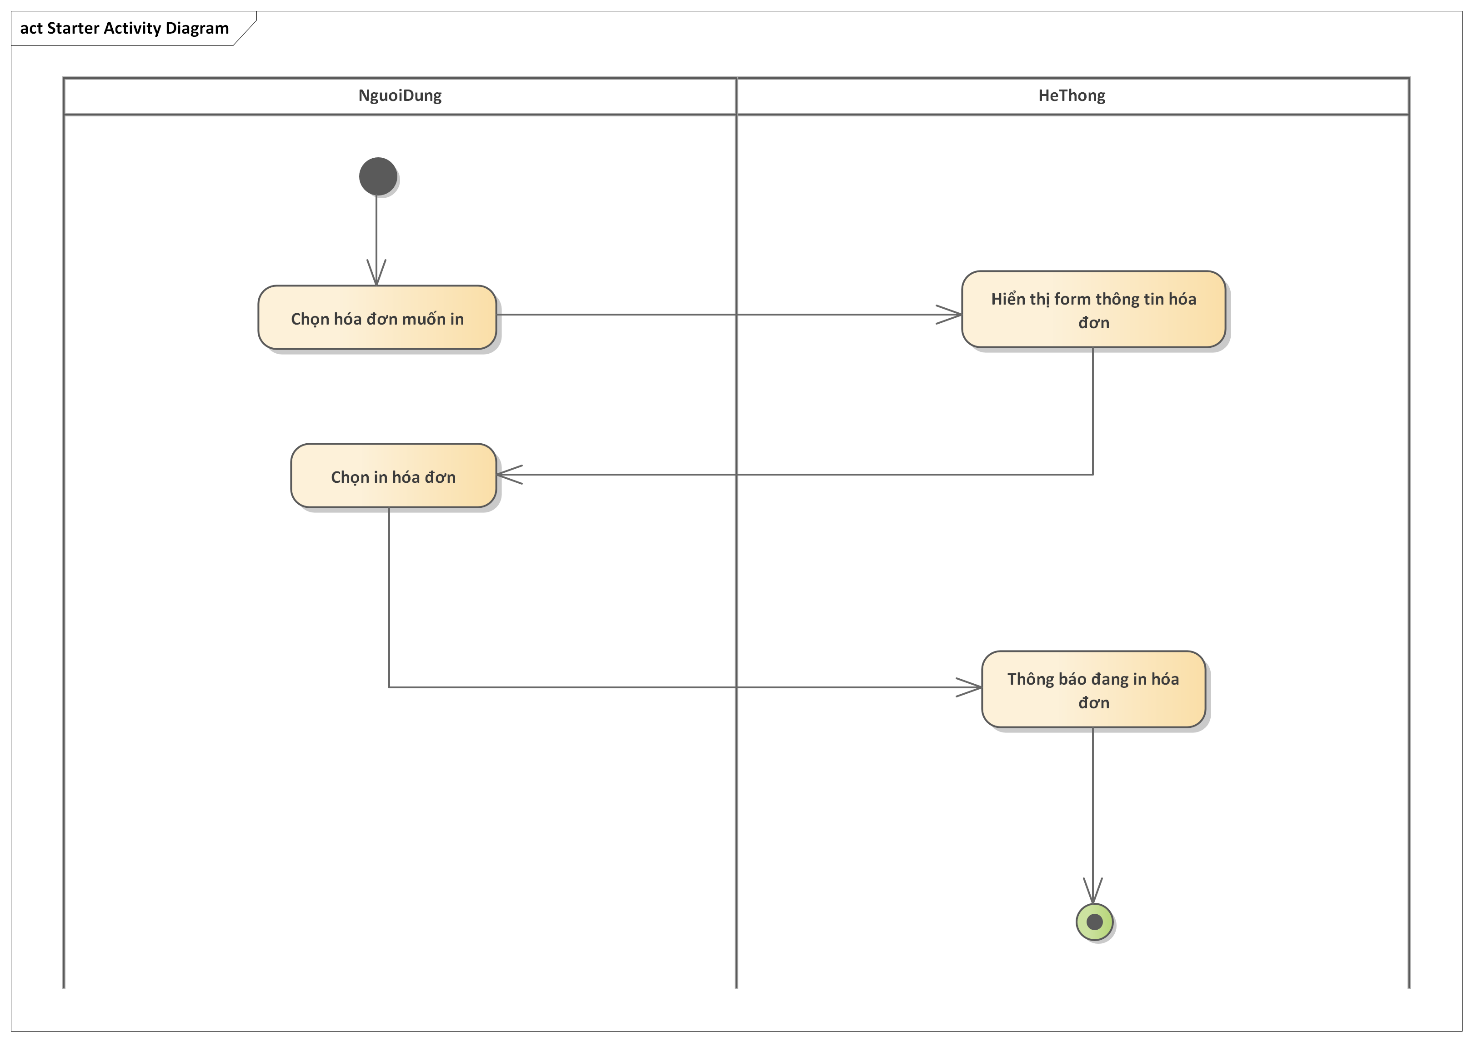 act Starter Activity Diagram
NguoiDung
HeThong
Chọn hóa đơn muốn in
Hiển thị form thông tin hóa
đơn
Chọn in hóa đơn
Thông báo đang in hóa
đơn